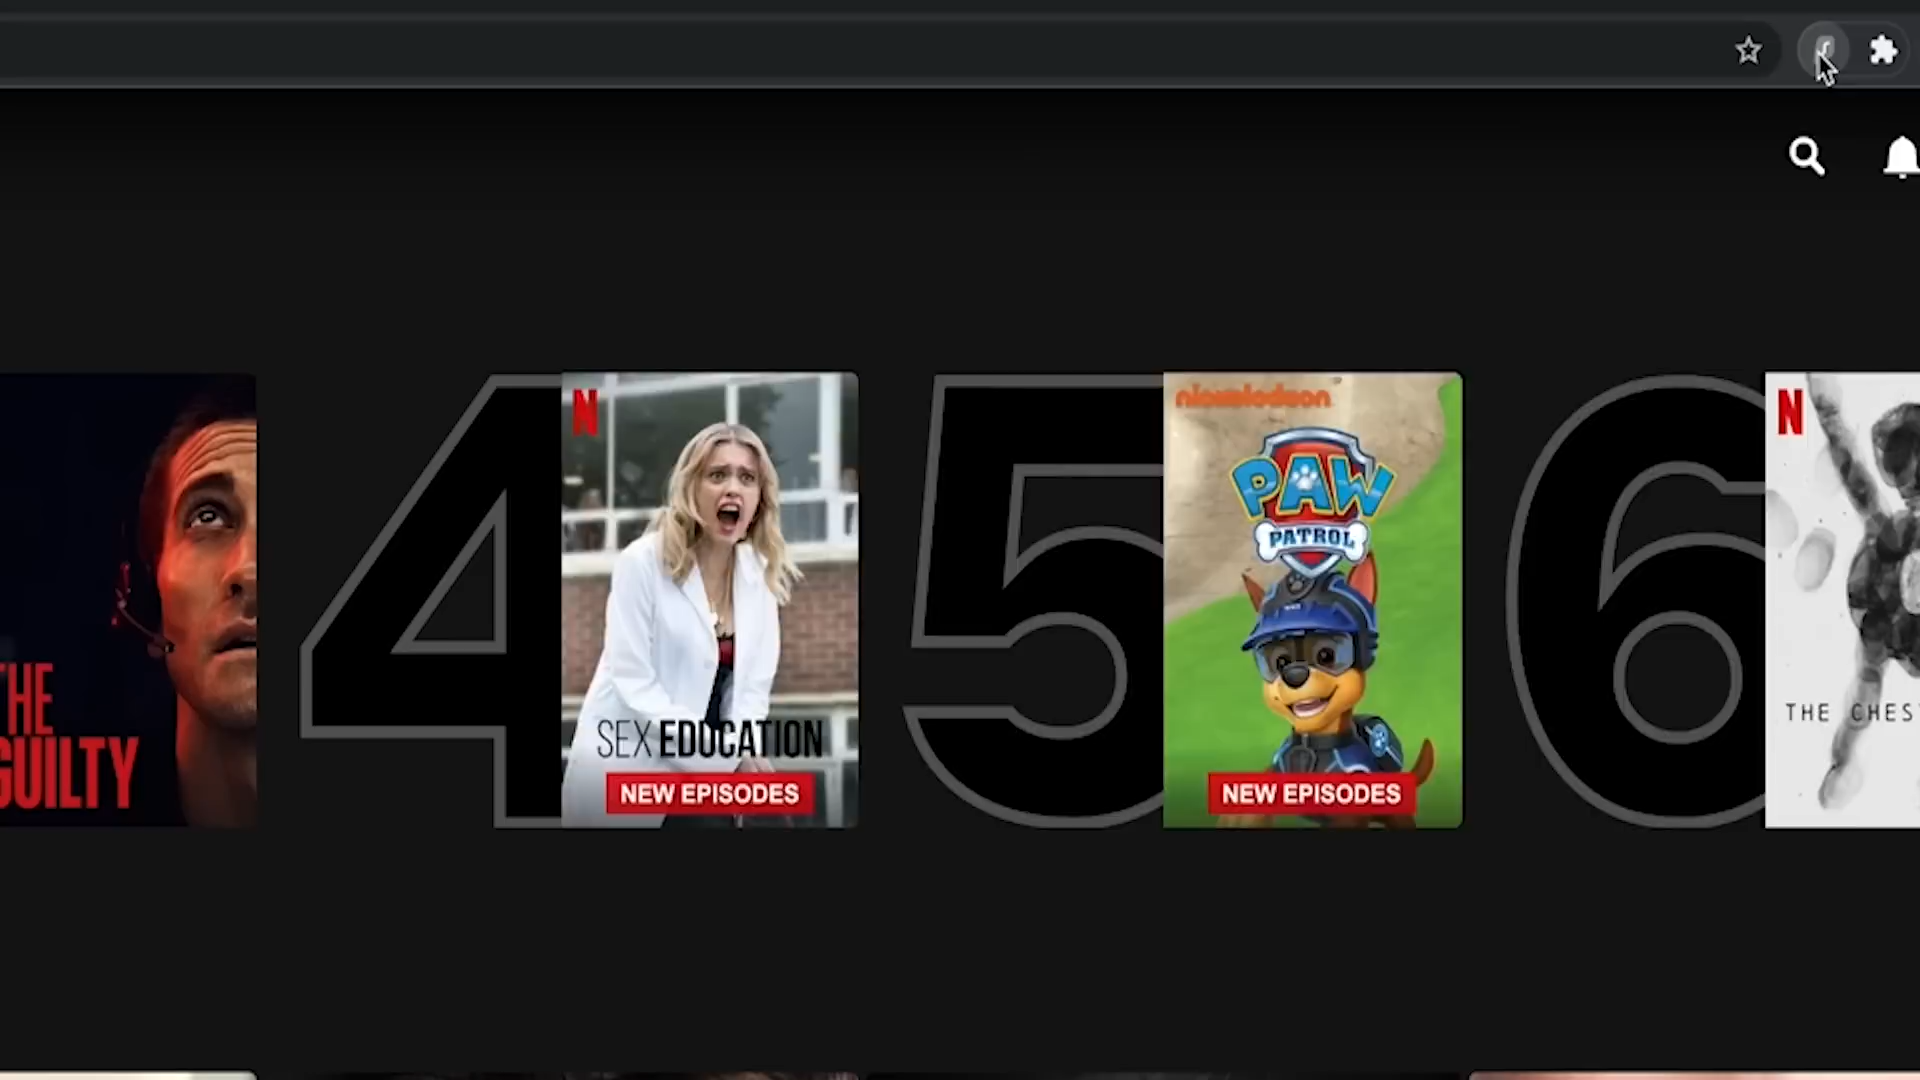 THE
GUILTY
4
N
SEX EDUCATION
NEW EPISODES
5
nickelodeon
PAW
PATROL
NEW EPISODES
6
N
THE CHES